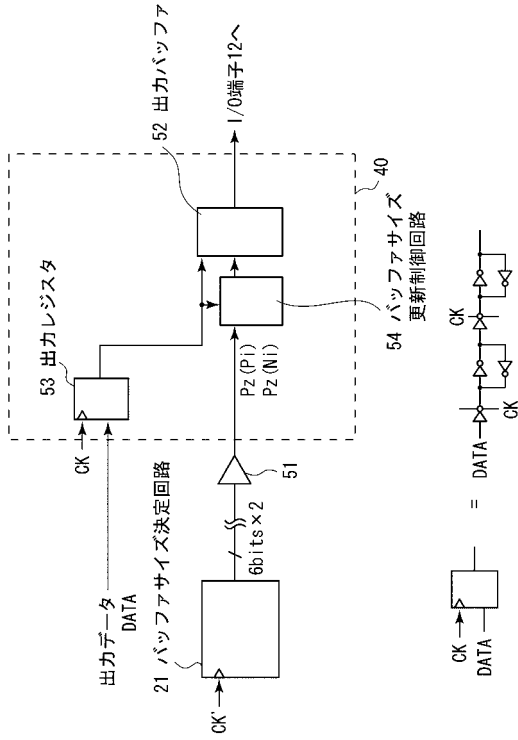 52 出力バッファ
I/O端子12へ
40
53 出力レジスタ
54 バッファサイズ
更新制御回路
CK
Pz(Pi)
Pz(Ni)
出力データ
DATA
51
21 バッファサイズ決定回路
6bits×2
CK'
CK
DATA
=
DATA
CK
CK